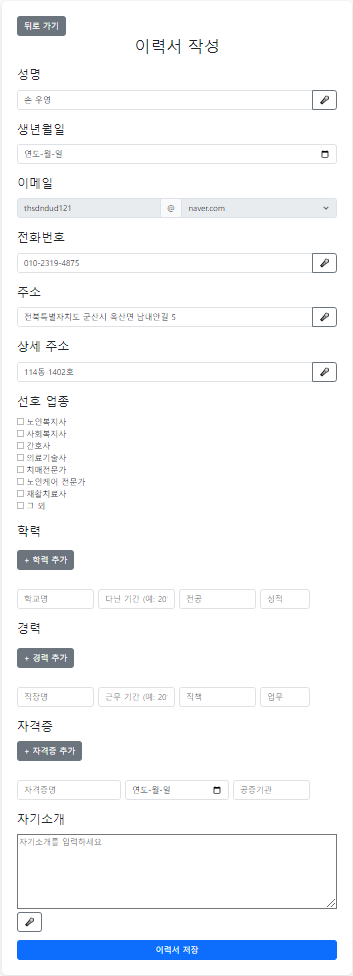 뒤로 가기
이력서 작성
성명
손 우영
생년월일
연도-월-일
이메일
thsdndud121 @ naver.com
전화번호
010-2319-4875
주소
전북특별자치도 군산시 옥산면 남내안길 5
상세 주소
114동 1402호
선호 업종
노인복지사
사회복지사
간호사
의료기술사
치매전문가
노인케어 전문가
재활치료사
그 외
학력
+ 학력 추가
학교명 다닌 기간 (예: 20 전공 성적
경력
+ 경력 추가
직장명 근무 기간 (예: 20 직책 업무
자격증
+ 자격증 추가
자격증명 연도-월-일 공증기관
자기소개
자기소개를 입력하세요
이력서 저장